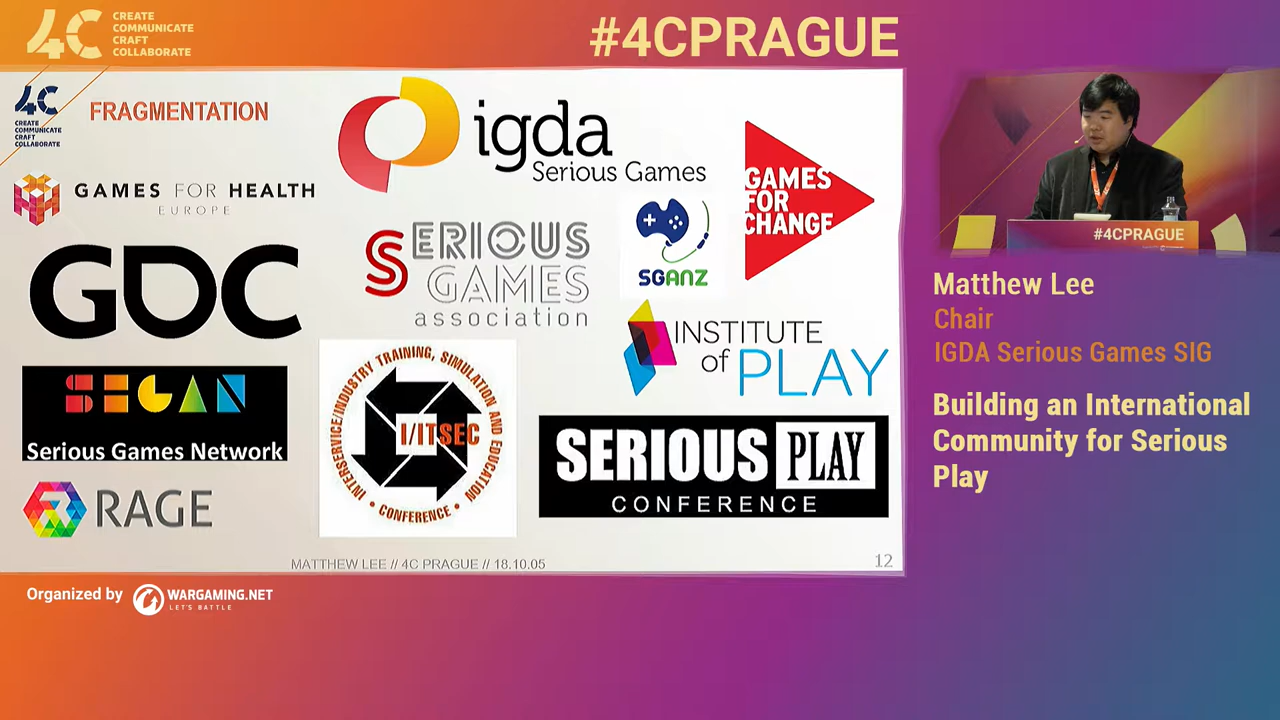 4C
CREATE
COMMUNICATE
CRAFT
COLLABORATE
#4CPRAGUE
4C
CREATE
COMMUNICATE
CRAFT
COLLABORATE
FRAGMENTATION
igda
Serious Games
GAMES FOR HEALTH
EUROPE
GAMES
FOR
CHANGE
GDC
SERIOUS
GAMES
association
SGANZ
INSTITUTE
of PLAY
SEGAN
Serious Games Network
INTERSERVICE/INDUSTRY TRAINING, SIMULATION AND EDUCATION
I/ITSEC
• CONFERENCE •
SERIOUS PLAY
CONFERENCE
RAGE
MATTHEW LEE // 4C PRAGUE // 18.10.05
12
#4CPRAGUE
Matthew Lee
Chair
IGDA Serious Games SIG
Building an International
Community for Serious
Play
Organized by
WARGAMING.NET
LET'S BATTLE